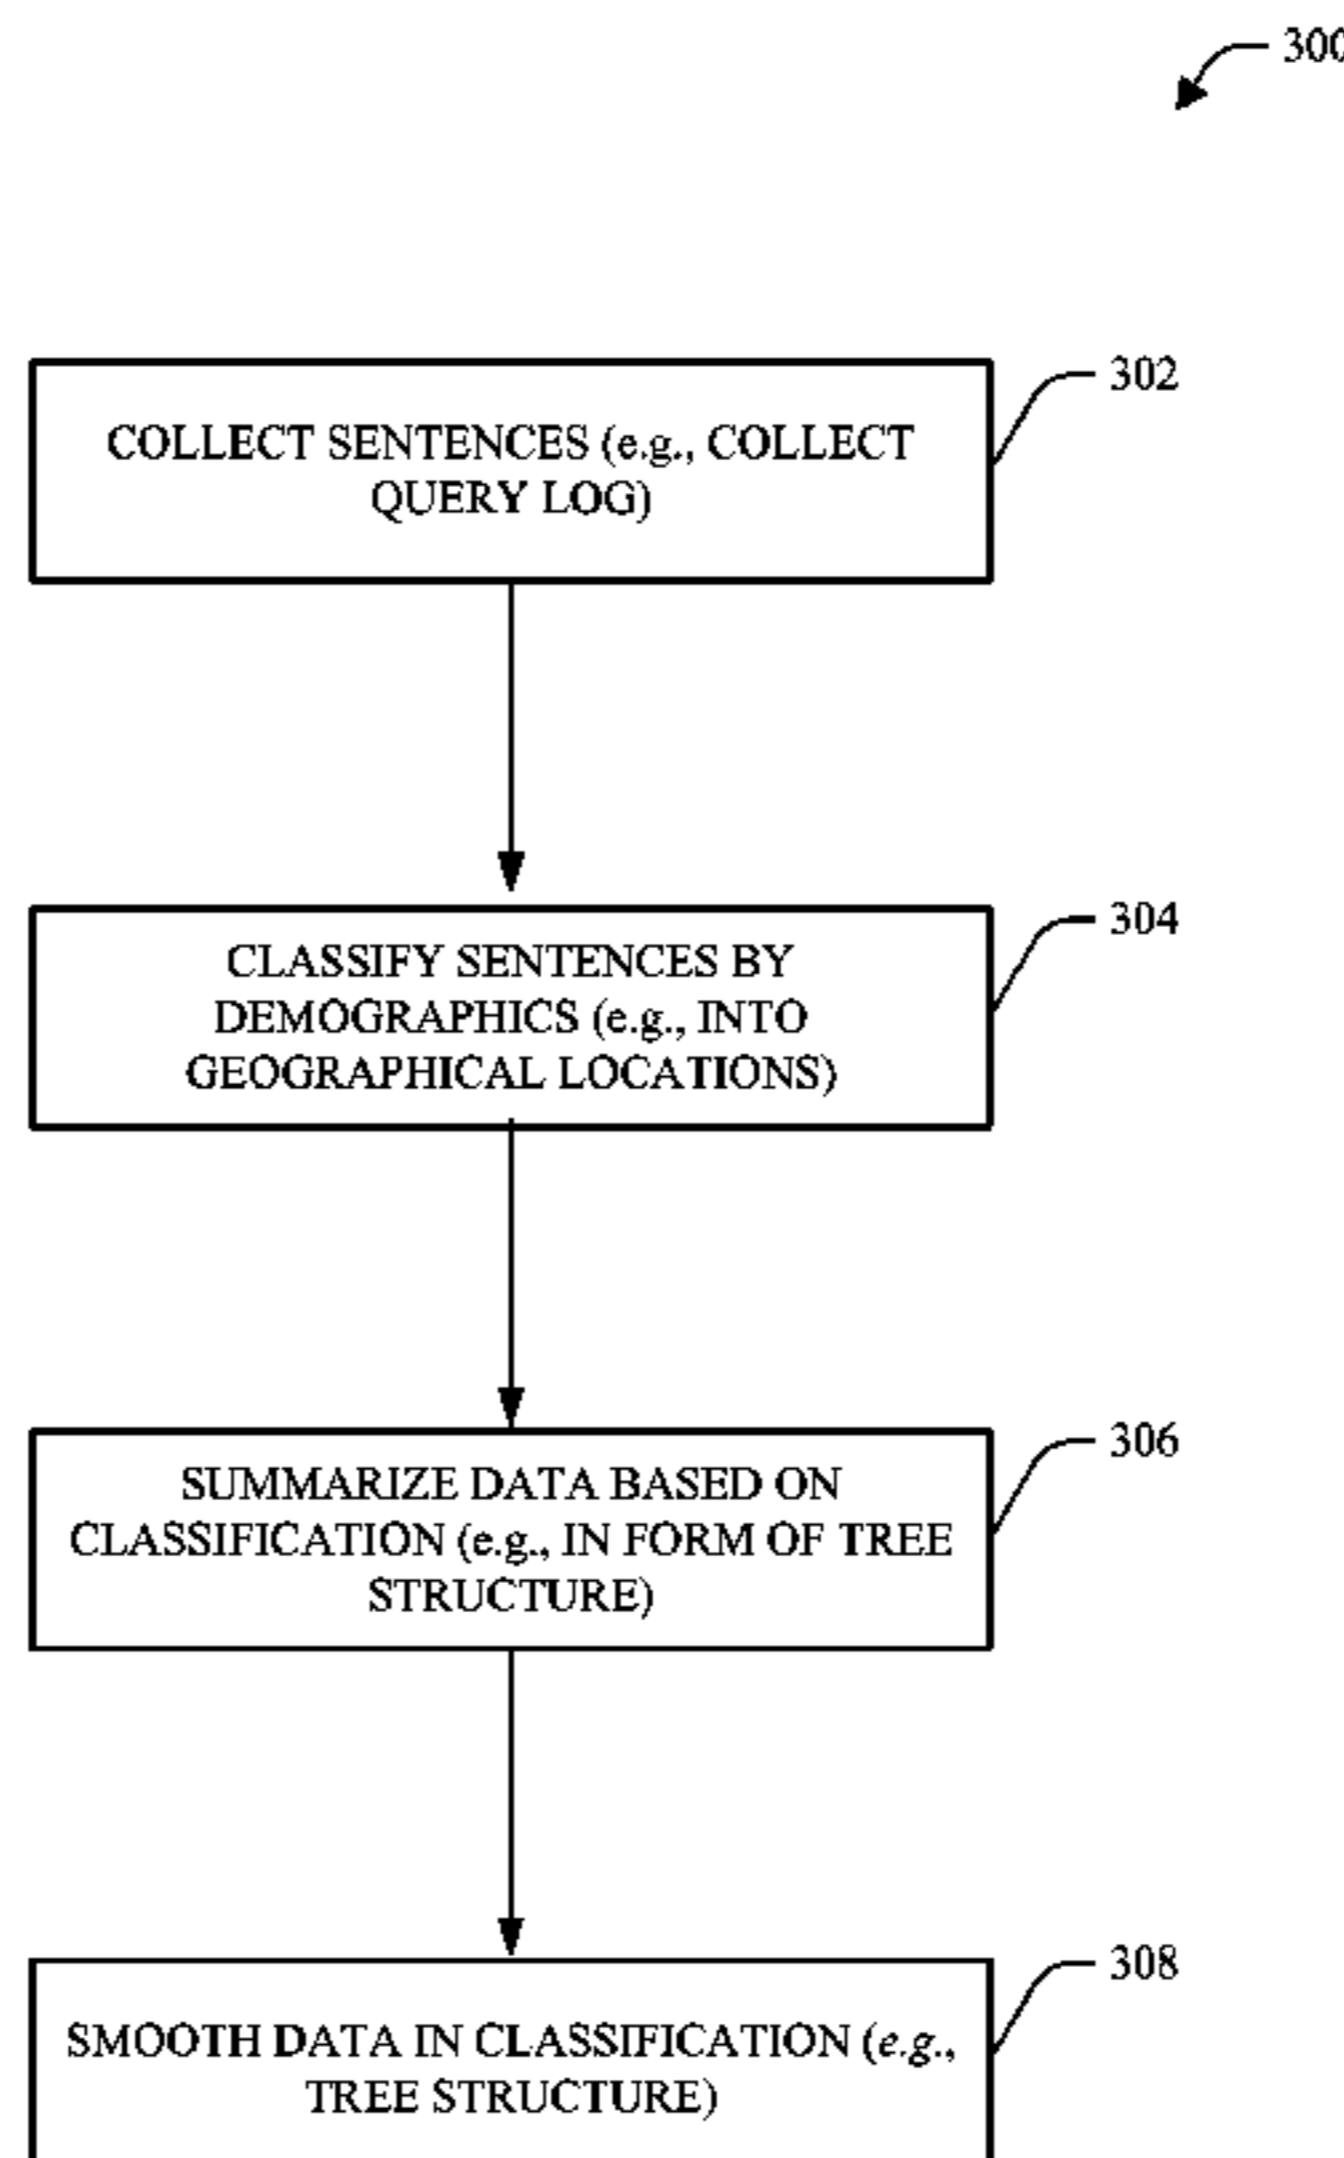 300
302
COLLECT SENTENCES (e.g., COLLECT
QUERY LOG)
304
CLASSIFY SENTENCES BY
DEMOGRAPHICS (e.g., INTO
GEOGRAPHICAL LOCATIONS)
306
SUMMARIZE DATA BASED ON
CLASSIFICATION (e.g., IN FORM OF TREE
STRUCTURE)
308
SMOOTH DATA IN CLASSIFICATION (e.g.,
TREE STRUCTURE)